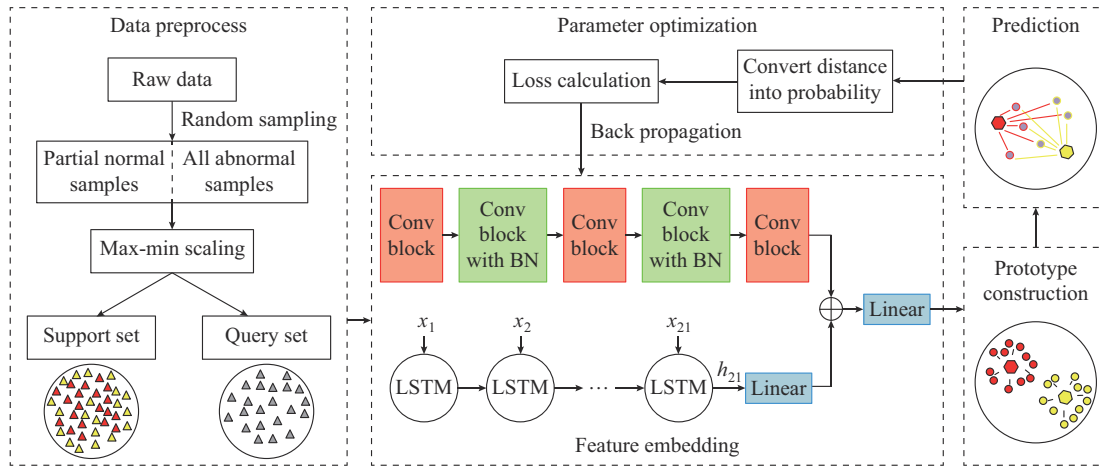 Data preprocess
Raw data
Random sampling
Partial normal
samples
All abnormal
samples
Max-min scaling
Support set
Query set
Parameter optimization
Loss calculation
Convert distance
into probability
Back propagation
Prediction
Conv
block
Conv
block
with BN
Conv
block
Conv
block
with BN
Conv
block
x₁
x₂
x₂₁
LSTM
LSTM
...
LSTM
h₂₁
Linear
Linear
Feature embedding
Prototype
construction